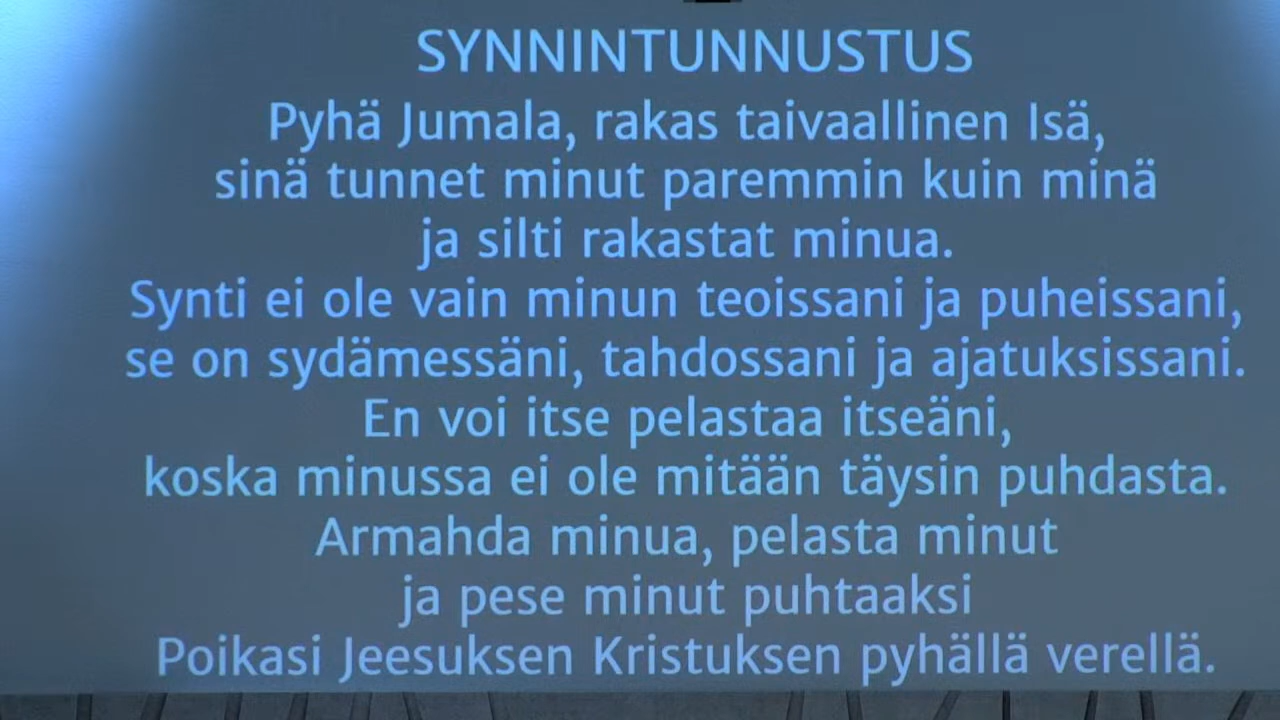 SYNNINTUNNUSTUS
Pyhä Jumala, rakas taivaallinen Isä,
sinä tunnet minut paremmin kuin minä
ja silti rakastat minua.
Synti ei ole vain minun teoissani ja puheissani,
se on sydämessäni, tahdossani ja ajatuksissani.
En voi itse pelastaa itseäni,
koska minussa ei ole mitään täysin puhdasta.
Armahda minua, pelasta minut
ja pese minut puhtaaksi
Poikasi Jeesuksen Kristuksen pyhällä verellä.